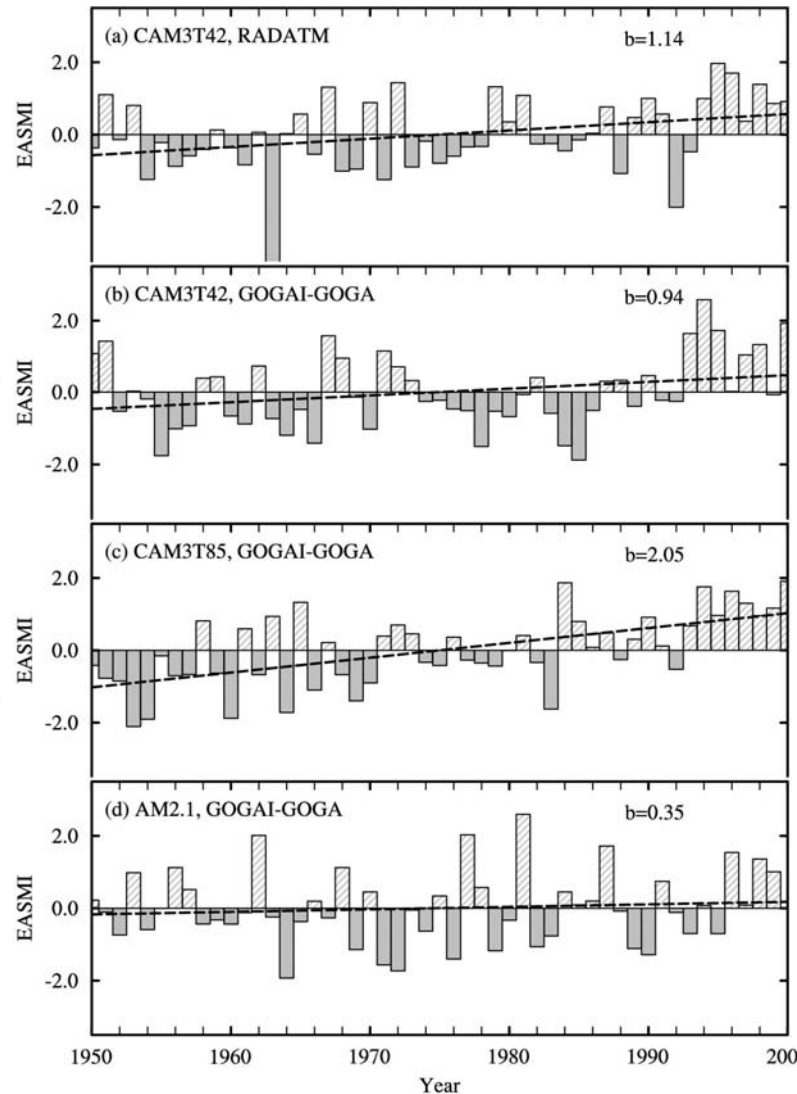 (a) CAM3T42, RADATM b=1.14
2.0
0.0
-2.0
EASMI
(b) CAM3T42, GOGAI-GOGA b=0.94
2.0
0.0
-2.0
EASMI
(c) CAM3T85, GOGAI-GOGA b=2.05
2.0
0.0
-2.0
EASMI
(d) AM2.1, GOGAI-GOGA b=0.35
2.0
0.0
-2.0
EASMI
1950 1960 1970 1980 1990 200
Year